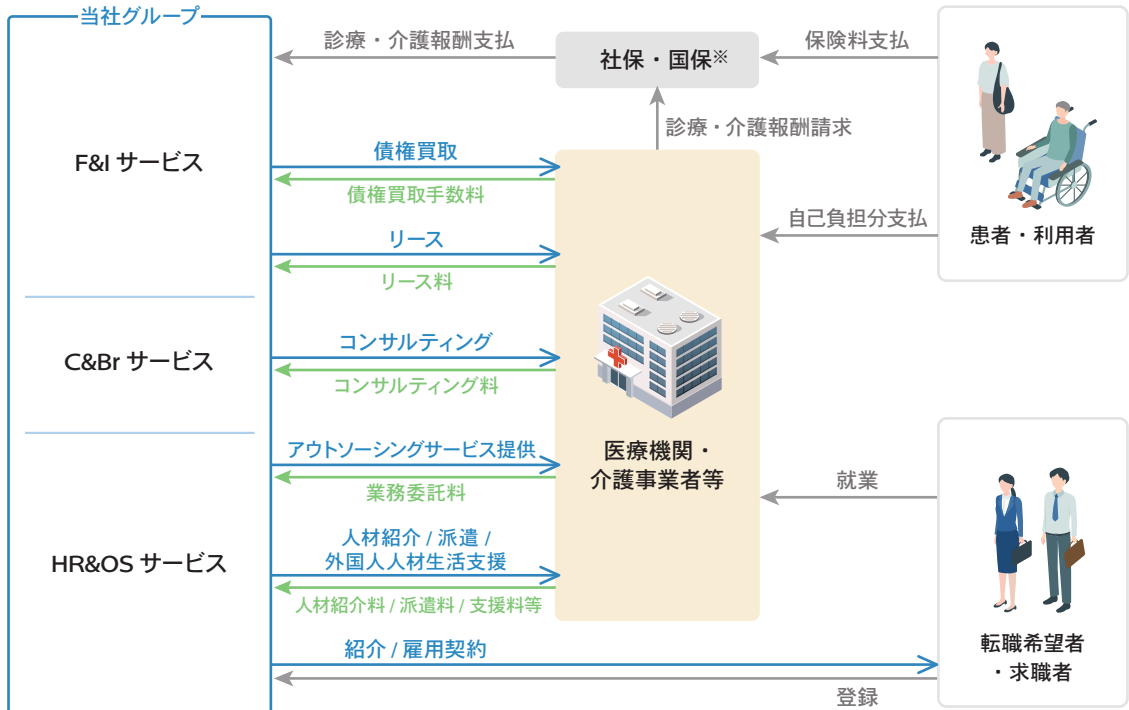 当社グループ
診療・介護報酬支払
社保・国保※
保険料支払
診療・介護報酬請求
F&I サービス
債権買取
債権買取手数料
リース
リース料
自己負担分支払
患者・利用者
C&Br サービス
コンサルティング
コンサルティング料
医療機関・
介護事業者等
HR&OS サービス
アウトソーシングサービス提供
業務委託料
人材紹介 / 派遣 /
外国人人材生活支援
人材紹介料 / 派遣料 / 支援料等
就業
紹介 / 雇用契約
登録
転職希望者
・求職者